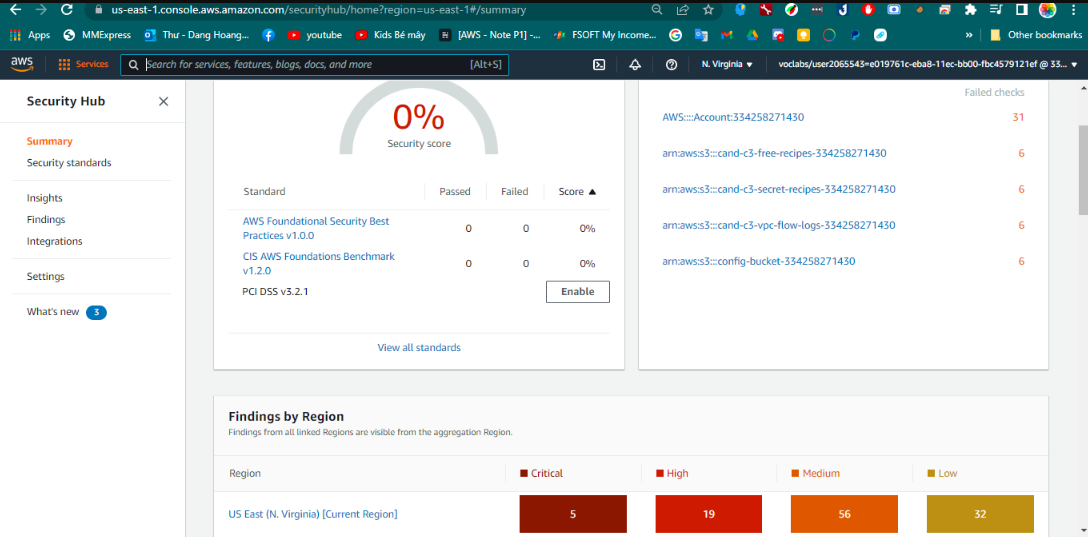 us-east-1.console.aws.amazon.com/securityhub/home?region=us-east-1#/summary
Apps MMExpress Thư - Dang Hoang... youtube Kids Bé mây [AWS - Note P1] -... FSOFT My Income... » Other bookmarks
aws Services Search for services, features, blogs, docs, and more [Alt+S] N. Virginia ▼ voclabs/user2065543=e019761c-eba8-11ec-bb00-fbc4579121ef @ 33... ▼
Security Hub
Summary
Security standards
Insights
Findings
Integrations
Settings
What's new 3
0%
Security score
Standard Passed Failed Score ▲
AWS Foundational Security Best
Practices v1.0.0 0 0 0%
CIS AWS Foundations Benchmark
v1.2.0 0 0 0%
PCI DSS v3.2.1 Enable
View all standards
Failed checks
AWS::::Account:334258271430 31
arn:aws:s3:::cand-c3-free-recipes-334258271430 6
arn:aws:s3:::cand-c3-secret-recipes-334258271430 6
arn:aws:s3:::cand-c3-vpc-flow-logs-334258271430 6
arn:aws:s3:::config-bucket-334258271430 6
Findings by Region
Findings from all linked Regions are visible from the aggregation Region.
Region Critical High Medium Low
US East (N. Virginia) [Current Region] 5 19 56 32